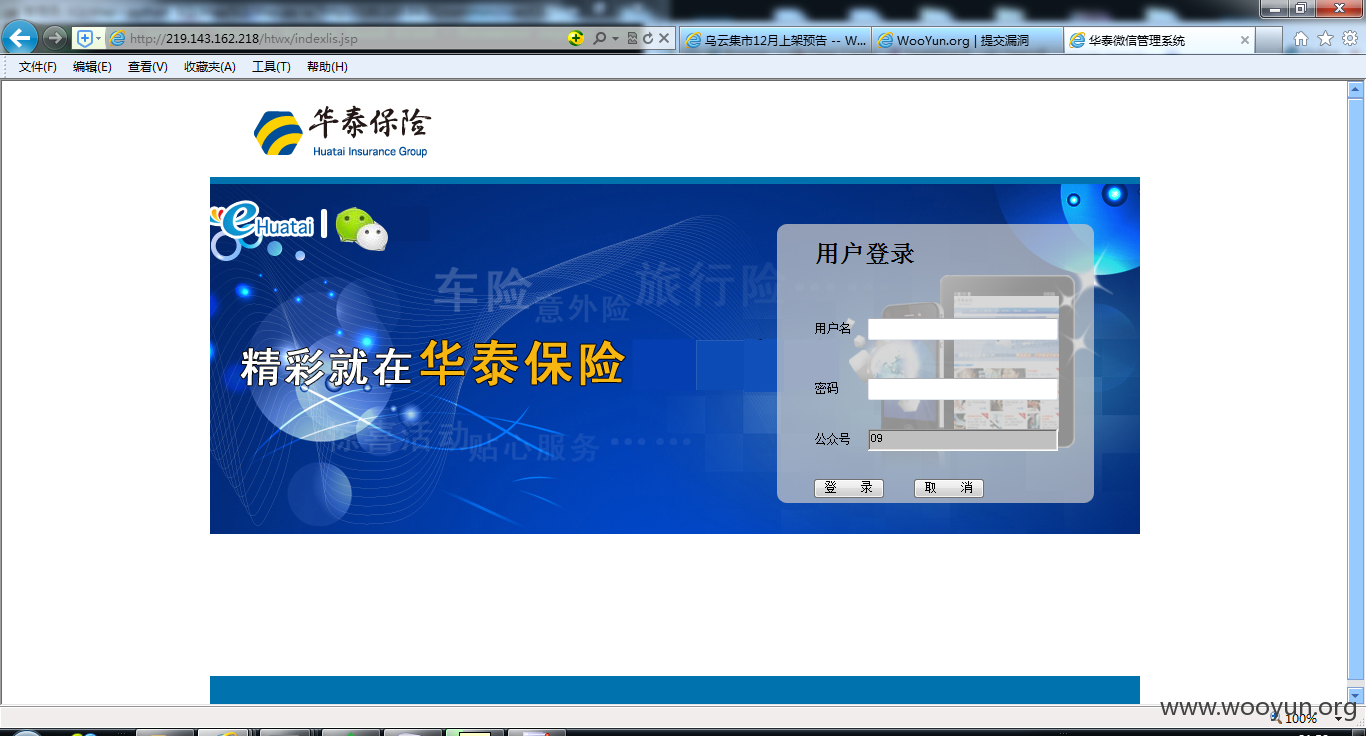 http://219.143.162.218/htwx/indexlis.jsp
乌云集市12月上架预告 -- W...
WooYun.org | 提交漏洞
华泰微信管理系统
文件(F) 编辑(E) 查看(V) 收藏夹(A) 工具(T) 帮助(H)
华泰保险
Huatai Insurance Group
eHuatai
用户登录
车险
意外险
旅行险
用户名
精彩就在华泰保险
密码
公众号 09
贴心服务 ......
登 录 取 消
www.wooyun.org
100%